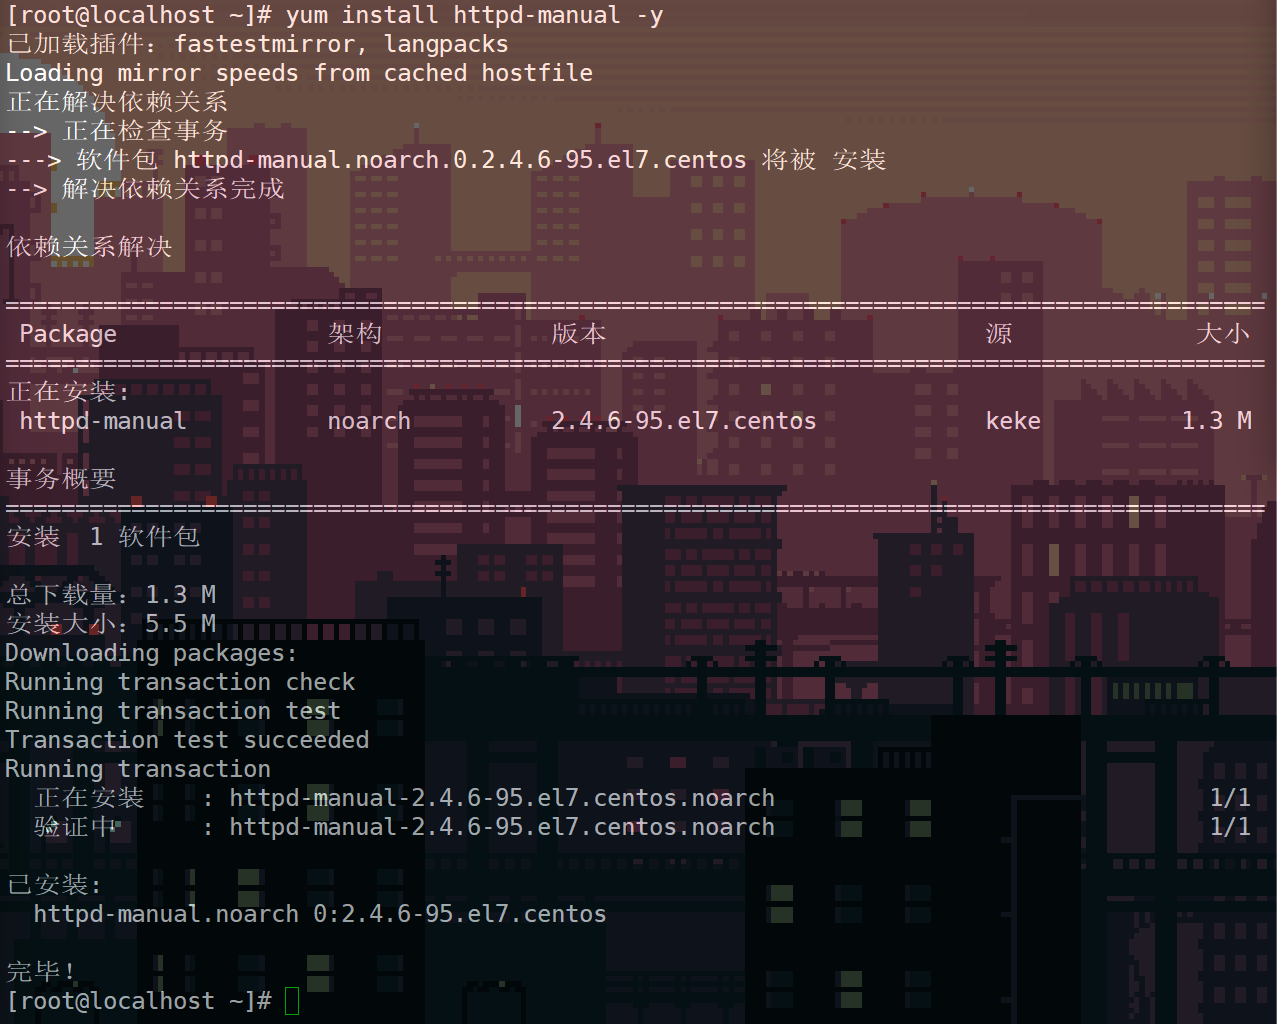 [root@localhost ~]# yum install httpd-manual -y
已加载插件：fastestmirror, langpacks
Loading mirror speeds from cached hostfile
正在解决依赖关系
--> 正在检查事务
---> 软件包 httpd-manual.noarch.0.2.4.6-95.el7.centos 将被 安装
--> 解决依赖关系完成
依赖关系解决
Package 架构 版本 源 大小
正在安装:
httpd-manual noarch 2.4.6-95.el7.centos keke 1.3 M
事务概要
安装 1 软件包
总下载量：1.3 M
安装大小：5.5 M
Downloading packages:
Running transaction check
Running transaction test
Transaction test succeeded
Running transaction
正在安装 : httpd-manual-2.4.6-95.el7.centos.noarch 1/1
验证中 : httpd-manual-2.4.6-95.el7.centos.noarch 1/1
已安装:
httpd-manual.noarch 0:2.4.6-95.el7.centos
完毕！
[root@localhost ~]#